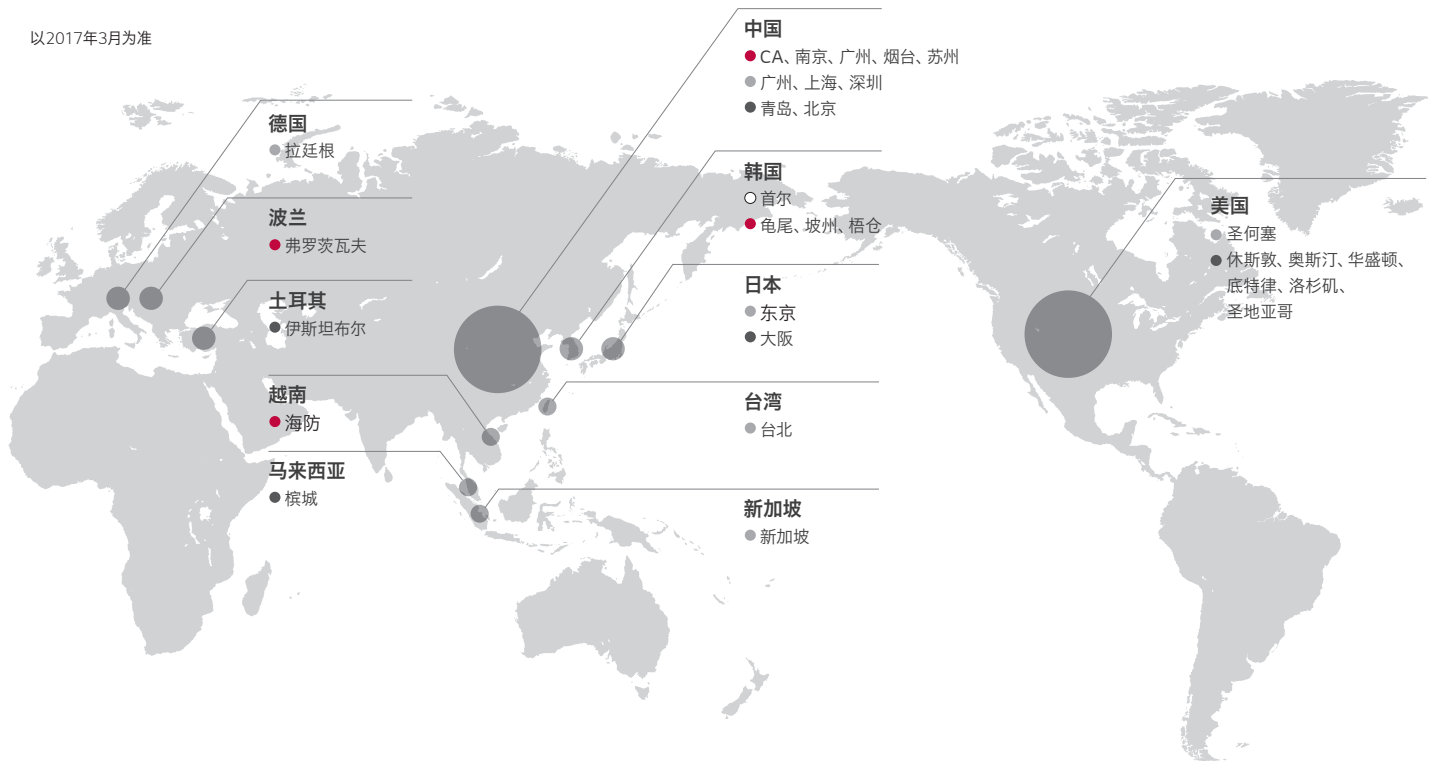 以2017年3月为准
德国
拉廷根
波兰
弗罗茨瓦夫
土耳其
伊斯坦布尔
越南
海防
马来西亚
槟城
中国
CA、南京、广州、烟台、苏州
广州、上海、深圳
青岛、北京
韩国
首尔
龟尾、坡州、梧仓
日本
东京
大阪
台湾
台北
新加坡
新加坡
美国
圣何塞
休斯敦、奥斯汀、华盛顿、
底特律、洛杉矶、
圣地亚哥